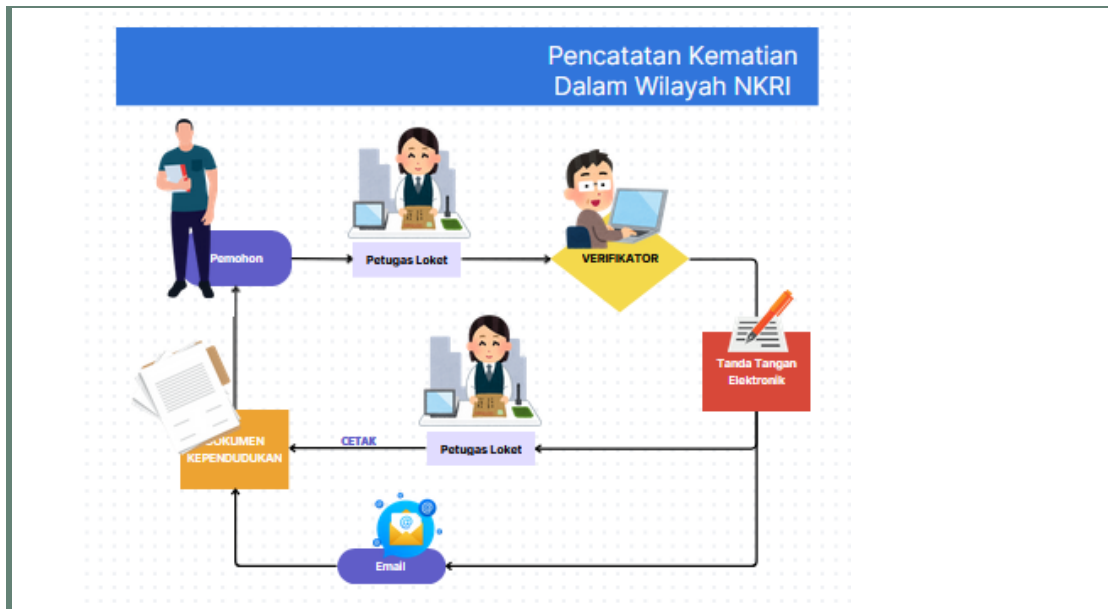 Pencatatan Kematian
Dalam Wilayah NKRI
Pemohon
Petugas Loket
VERIFIKATOR
Tanda Tangan
Elektronik
CETAK
Petugas Loket
KEPENDUDUKAN
Email